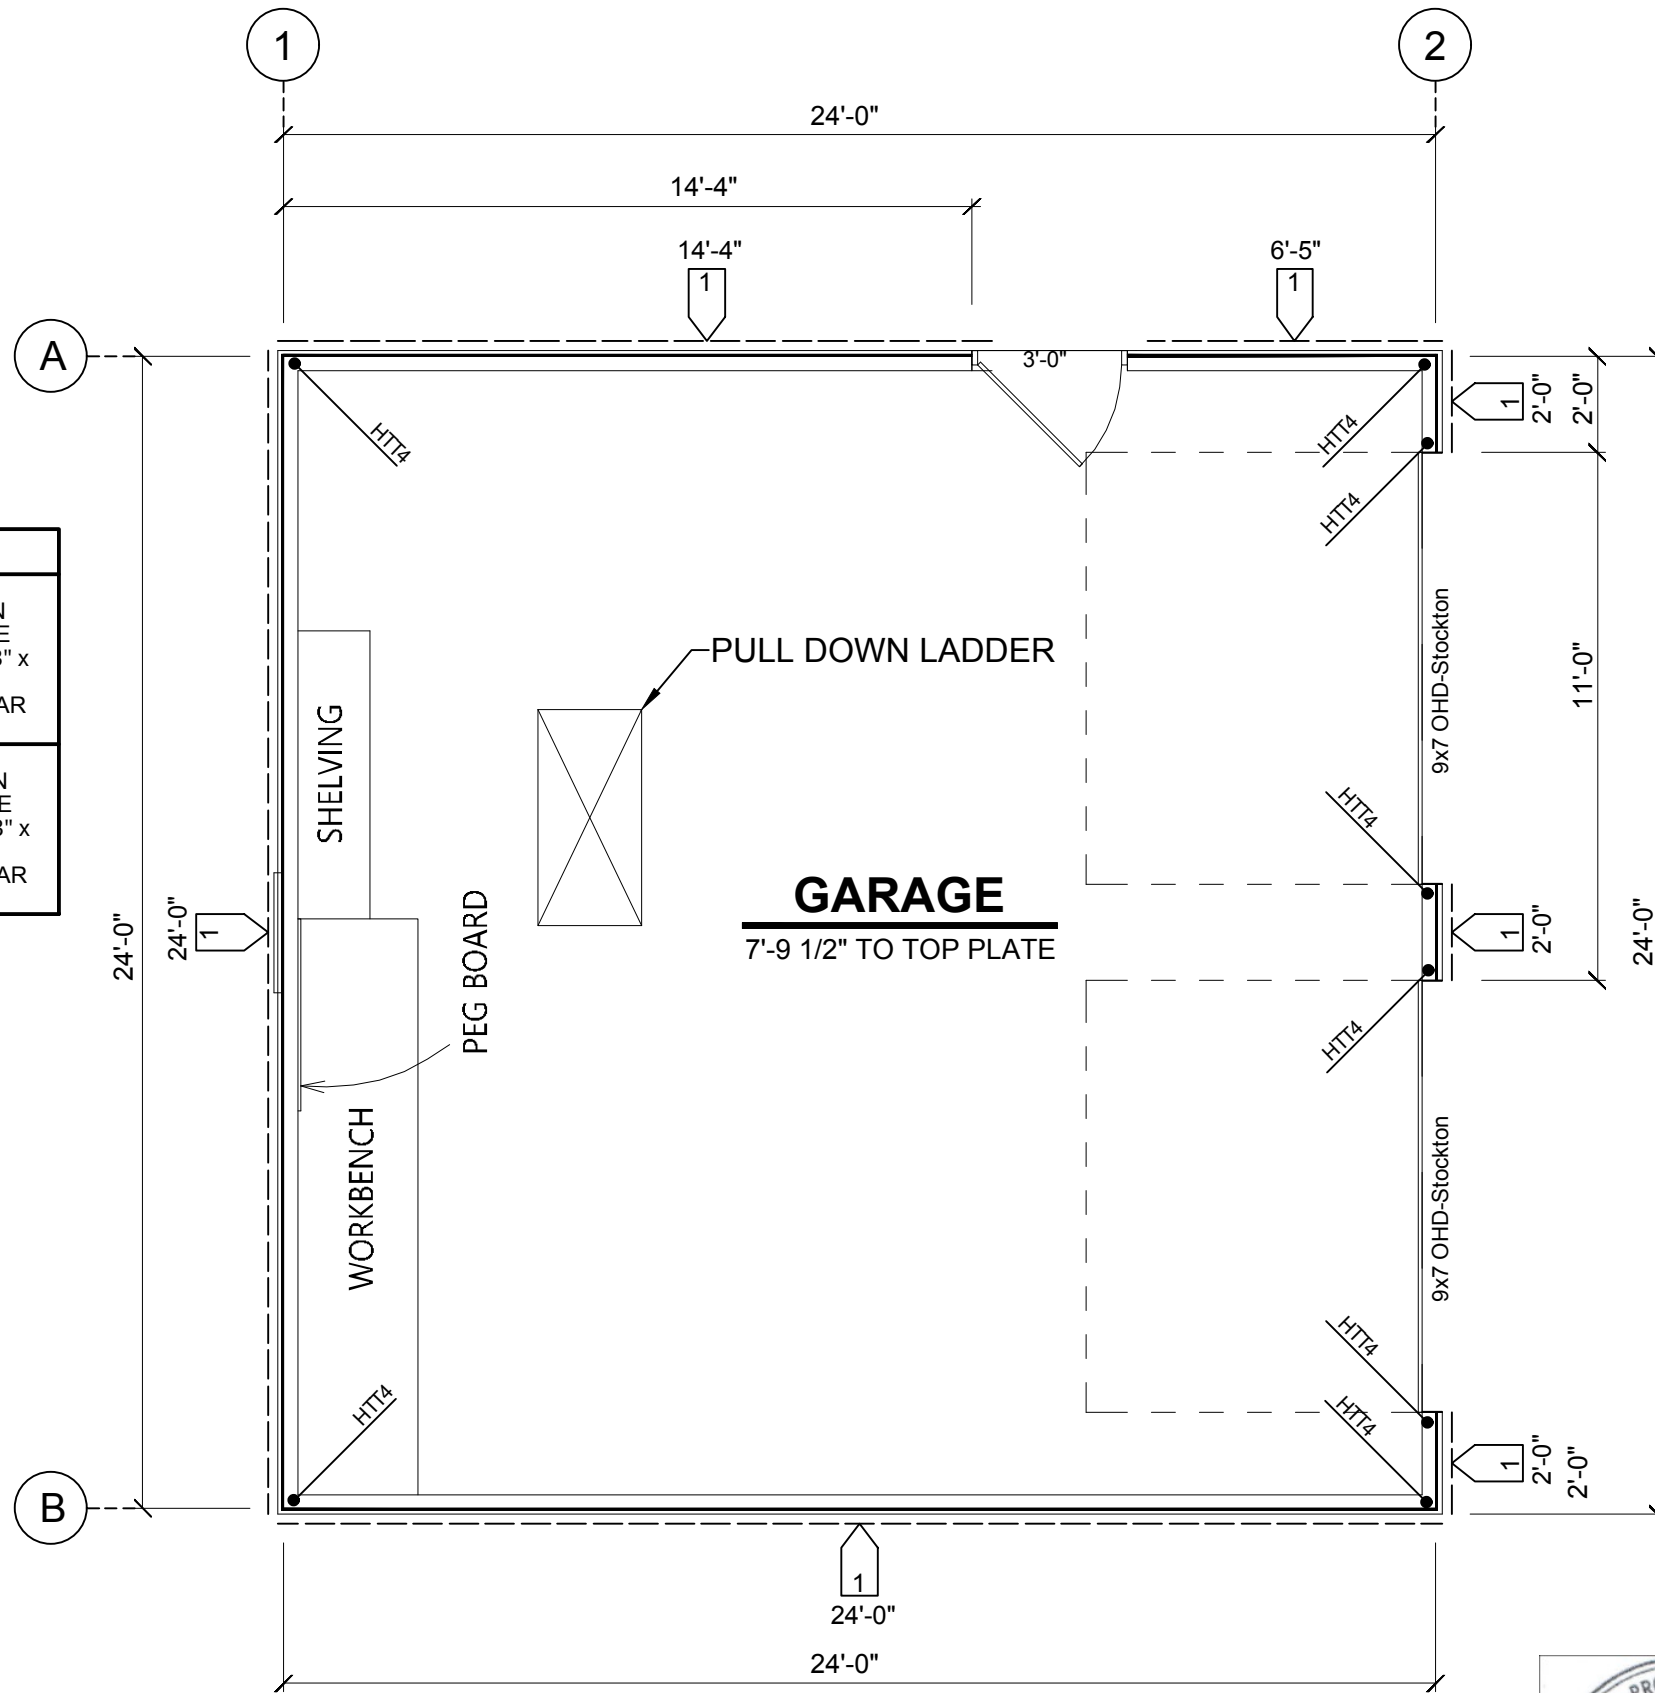 1
2
24'-0"
14'-4"
14'-4"
1
6'-5"
1
A
3'-0"
HTT4
HTT4
1
2'-0"
2'-0"
HTT4
N
3" x
AR
N
3" x
AR
PULL DOWN LADDER
SHELVING
9x7 OHD-Stockton
11'-0"
HTT4
GARAGE
7'-9 1/2" TO TOP PLATE
PEG BOARD
24'-0"
24'-0"
1
1
2'-0"
24'-0"
HTT4
WORKBENCH
9x7 OHD-Stockton
HTT4
HTT4
HTT4
B
1
2'-0"
2'-0"
1
24'-0"
24'-0"